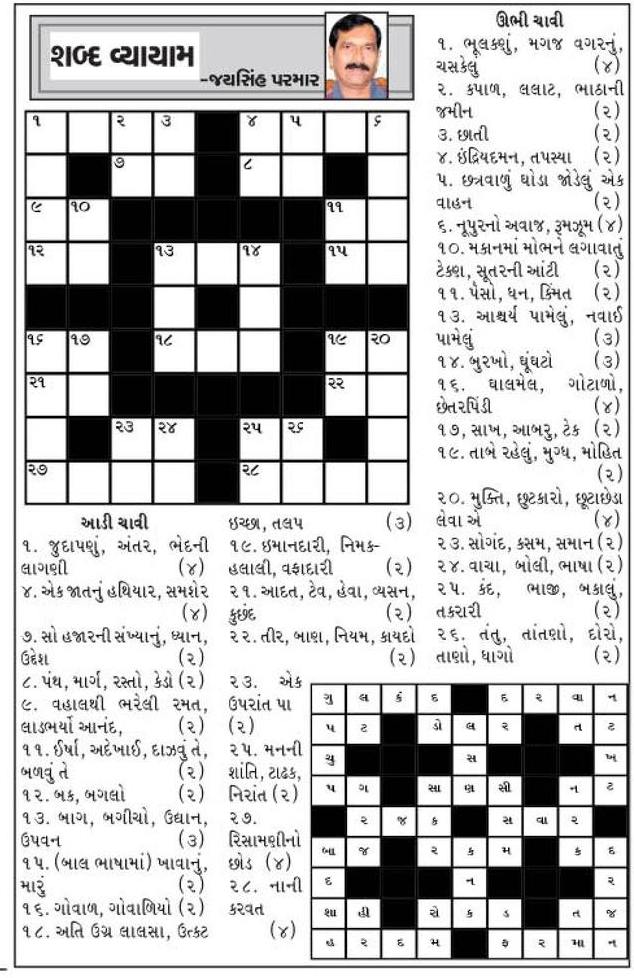 શબ્દ વ્યાયામ
-જયસિંહ પરમાર
૧ ૨ ૩ ૪ ૫ ૬
૭ ૮
૯ ૧૦ ૧૧
૧૨ ૧૩ ૧૪ ૧૫
૧૬ ૧૭ ૧૮ ૧૯ ૨૦
૨૧ ૨૨
૨૩ ૨૪ ૨૫ ૨૬
૨૭ ૨૮
આડી ચાવી
૧. જુદાપણું, અંતર, ભેદની
લાગણી (૪)
૪. એક જાતનું હથિયાર, સમશેર
(૪)
૭. સો હજારની સંખ્યાનું, ધ્યાન,
ઉદ્દેશ (૨)
૮. પંથ, માર્ગ, રસ્તો, કેડો (૨)
૯. વહાલથી ભરેલી રમત,
લાડભર્યો આનંદ, (૨)
૧૧. ઈર્ષા, અદેખાઈ, દાઝવું તે,
બળવું તે (૨)
૧૨. બક, બગલો (૨)
૧૩. બાગ, બગીચો, ઉદ્યાન,
ઉપવન (૩)
૧૫. (બાલ ભાષામાં) ખાવાનું,
મારું (૨)
૧૬. ગોવાળ, ગોવાળિયો (૨)
૧૮. અતિ ઉગ્ર લાલસા, ઉત્કટ
ઇચ્છા, તલપ (૩)
૧૯. ઇમાનદારી, નિમક-
હલાલી, વફાદારી (૨)
૨૧. આદત, ટેવ, હેવા, વ્યસન,
કુછંદ (૨)
૨૨. તીર, બાણ, નિયમ, કાયદો
(૨)
૨૩. એક
ઉપરાંત પા
(૨)
૨૫. મનની
શાંતિ, ટાઢક,
નિરાંત (૨)
૨૭.
રિસામણીનો
છોડ (૪)
૨૮. નાની
કરવત
(૪)
ઊભી ચાવી
૧. ભૂલકણું, મગજ વગરનું,
ચસકેલું (૪)
૨. કપાળ, લલાટ, ભાઠાની
જમીન (૨)
૩. છાતી (૨)
૪. ઇંદ્રિયદમન, તપસ્યા (૨)
૫. છત્રવાળું ઘોડા જોડેલું એક
વાહન (૨)
૬. નૂપુરનો અવાજ, રૂમઝૂમ (૪)
૧૦. મકાનમાં મોભને લગાવાતું
ટેકણ, સૂતરની આંટી (૨)
૧૧. પૈસો, ધન, કિંમત (૨)
૧૩. આશ્ચર્ય પામેલું, નવાઈ
પામેલું (૩)
૧૪. બુરખો, ઘૂંઘટો (૩)
૧૬. ઘાલમેલ, ગોટાળો,
છેતરપિંડી (૪)
૧૭, સાખ, આબરુ, ટેક (૨)
૧૯. તાબે રહેલું, મુગ્ધ, મોહિત
(૨)
૨૦. મુક્તિ, છુટકારો, છૂટાછેડા
લેવા એ (૪)
૨૩. સોગંદ, કસમ, સમાન (૨)
૨૪. વાચા, બોલી, ભાષા (૨)
૨૫. કંદ, ભાજી, બકાલું,
તકરારી (૨)
૨૬. તંતુ, તાંતણો, દોરો,
તાણો, ધાગો (૨)
ગુ લ કં દ દ ર વા ન
પ ટ ડો લ ર ત ટ
ચુ સ ખ
પ ગ સા ણ સી ન ટ
ર જ ક સ વા ર
બા જ ર ક મ ક દ
દ ન ર
શા હી રો ક ડ ત જ
હ ર દ મ ફ ર મા ન